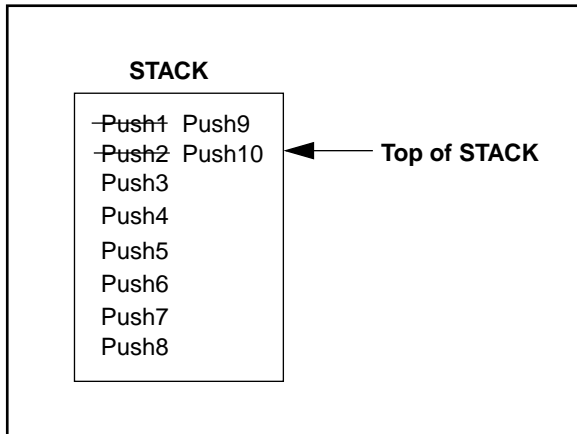 STACK
Push1 Push9
Push2 Push10
Top of STACK
Push3
Push4
Push5
Push6
Push7
Push8